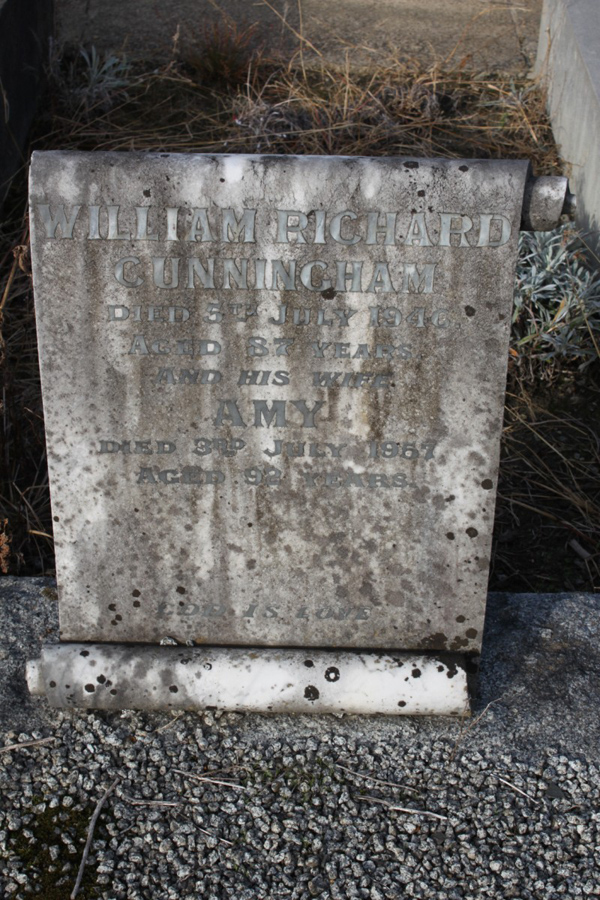 WILLIAM RICHARD
CUNNINGHAM
DIED 5TH JULY 1946
AGED 87 YEARS.
AND HIS WIFE
AMY
DIED 3RD JULY 1957
AGED 92 YEARS.
GOD IS LOVE